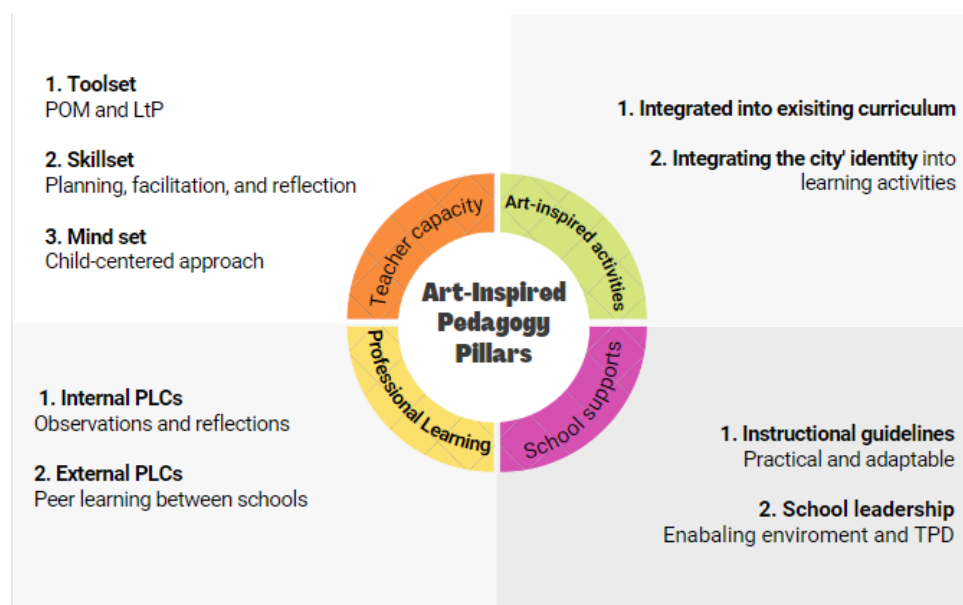 1. Toolset
POM and LtP
2. Skillset
Planning, facilitation, and reflection
3. Mind set
Child-centered approach
1. Integrated into exisiting curriculum
2. Integrating the city' identity into
learning activities
Teacher capacity
Art-inspired activities
Art-Inspired
Pedagogy
Pillars
Professional Learning
School supports
1. Internal PLCs
Observations and reflections
2. External PLCs
Peer learning between schools
1. Instructional guidelines
Practical and adaptable
2. School leadership
Enabaling enviroment and TPD